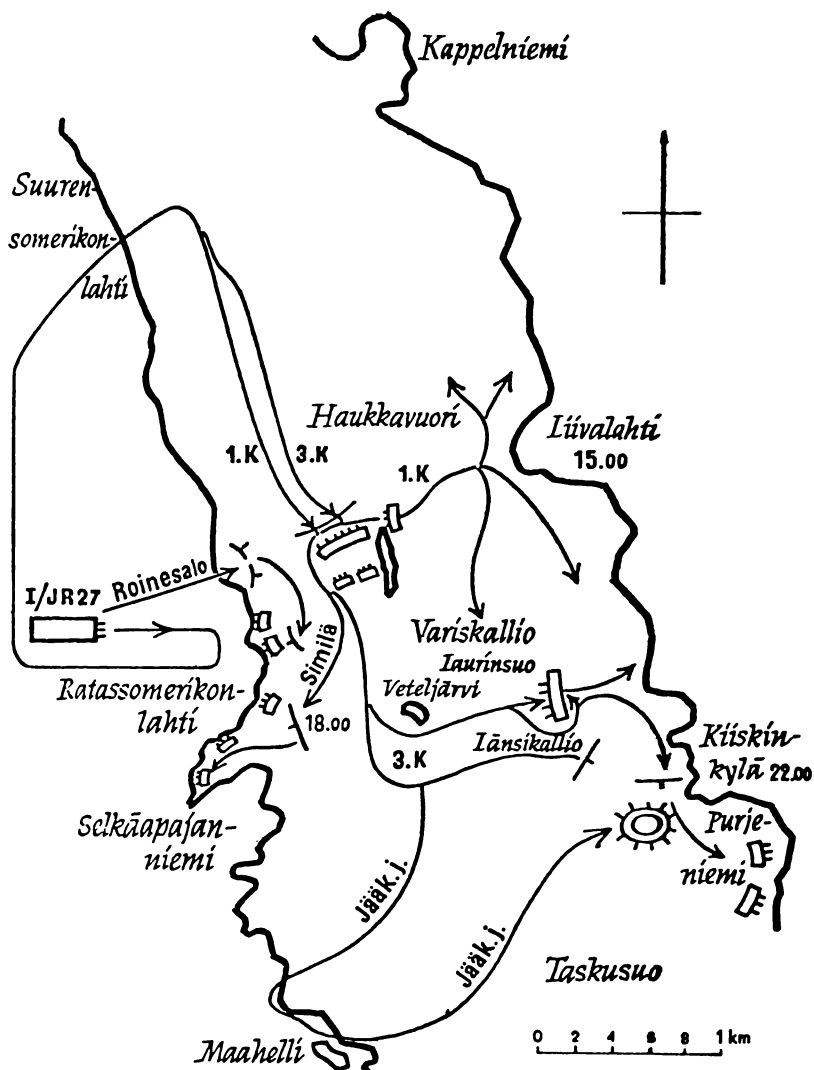 Kappelniemi
Suuren-
somerikon-
lahti
Haukkavuori
Iivalahti
15.00
1.K
3.K
1.K
I/JR27
Roinesalo
Similä
Variskallio
Iaurinsuo
Veteljärvi
Ratassomerikon-
lahti
18.00
3.K
Iänsikallio
Kiiskin-
kylä 22.00
Selkäapajan-
niemi
Purje-
niemi
Jääk.j.
Jääk.j.
Taskusuo
Maahelli
0 2 4 6 8 1 km